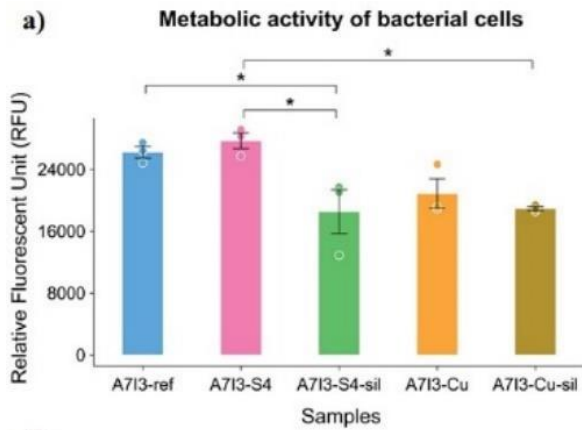 a) Metabolic activity of bacterial cells
*
*
*
Relative Fluorescent Unit (RFU)
24000
16000
8000
0
A7I3-ref A7I3-S4 A7I3-S4-sil A7I3-Cu A7I3-Cu-sil
Samples